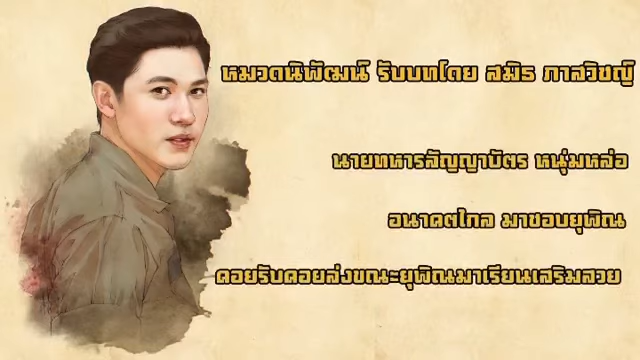 หมวดนิพัฒน์ รับบทโดย สมิธ ภาสวิชญ์
นายทหารสัญญาบัตร หนุ่มหล่อ
อนาคตไกล มาชอบยุพิณ
คอยรับคอยส่งขณะยุพิณมาเรียนเสริมสวย